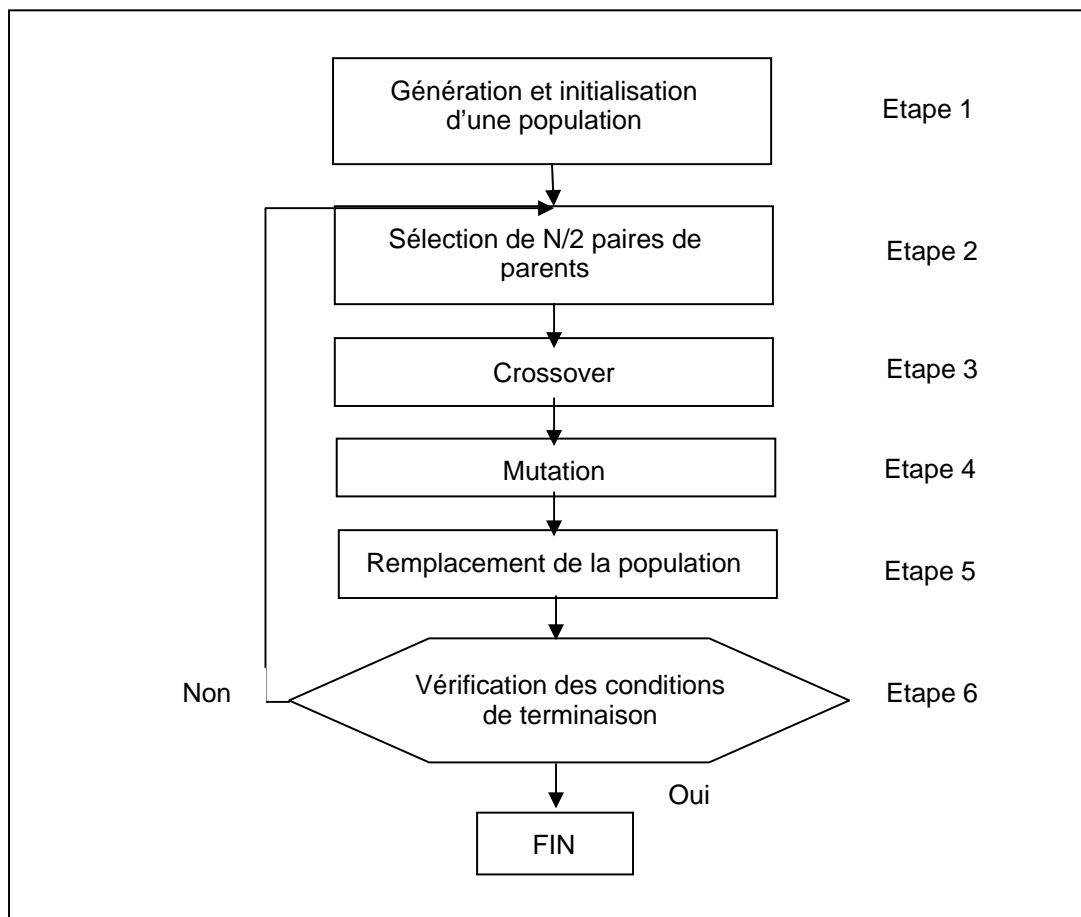 Génération et initialisation
d'une population
Etape 1
Sélection de N/2 paires de
parents
Etape 2
Crossover
Etape 3
Mutation
Etape 4
Remplacement de la population
Etape 5
Non
Vérification des conditions
de terminaison
Etape 6
Oui
FIN